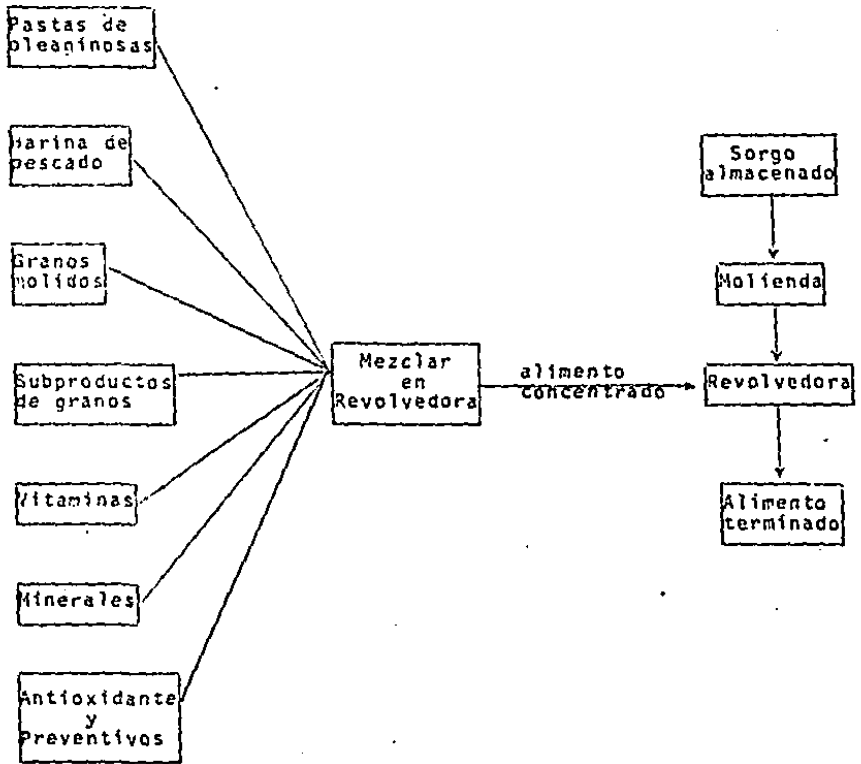 Pastas de
oleaginosas
Harina de
pescado
Granos
molidos
Subproductos
de granos
Vitaminas
Minerales
Antioxidante
y
Preventivos
Mezclar
en
Revolvedora
alimento
concentrado
Sorgo
almacenado
Molienda
Revolvedora
Alimento
terminado